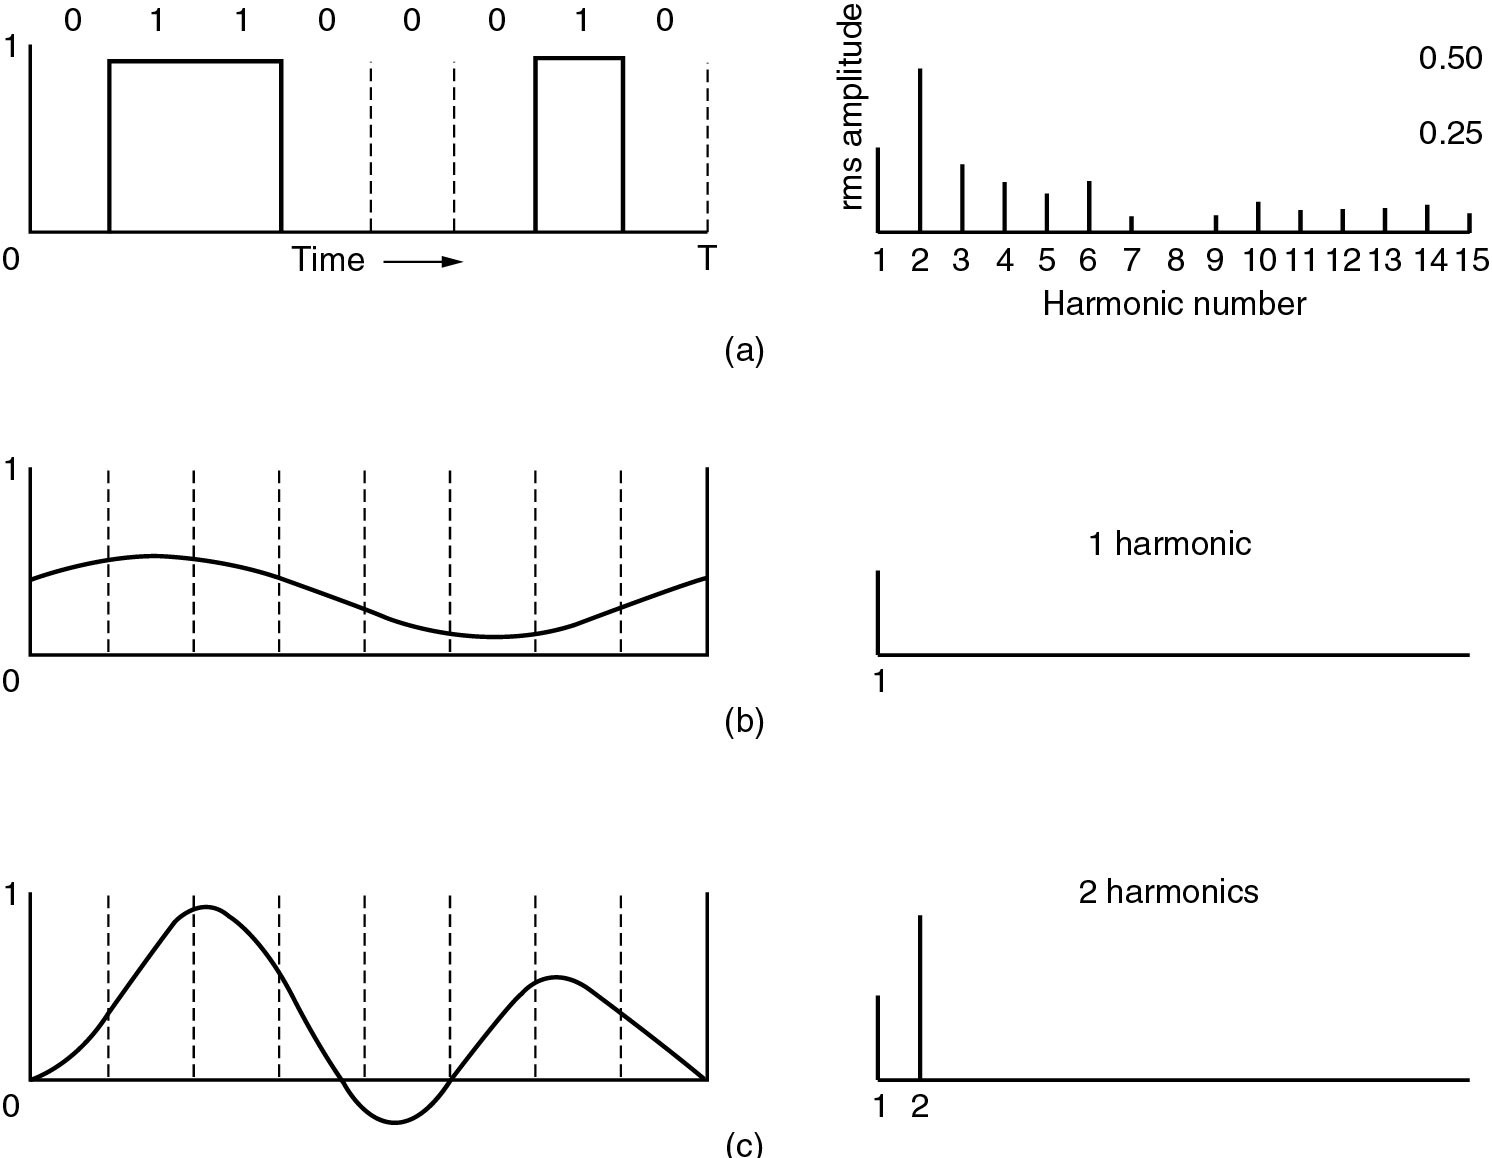 0 1 1 0 0 0 1 0
1
0
Time
T
rms amplitude
0.50
0.25
1 2 3 4 5 6 7 8 9 10 11 12 13 14 15
Harmonic number
(a)
1
0
1 harmonic
1
(b)
1
0
2 harmonics
1 2
(c)